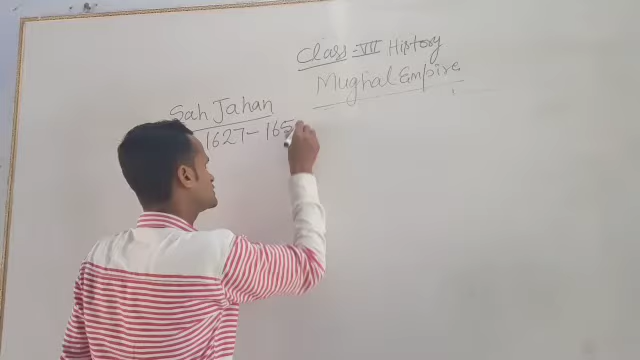 Class - VII History
Mughal Empire
Sah Jahan
1627 - 165